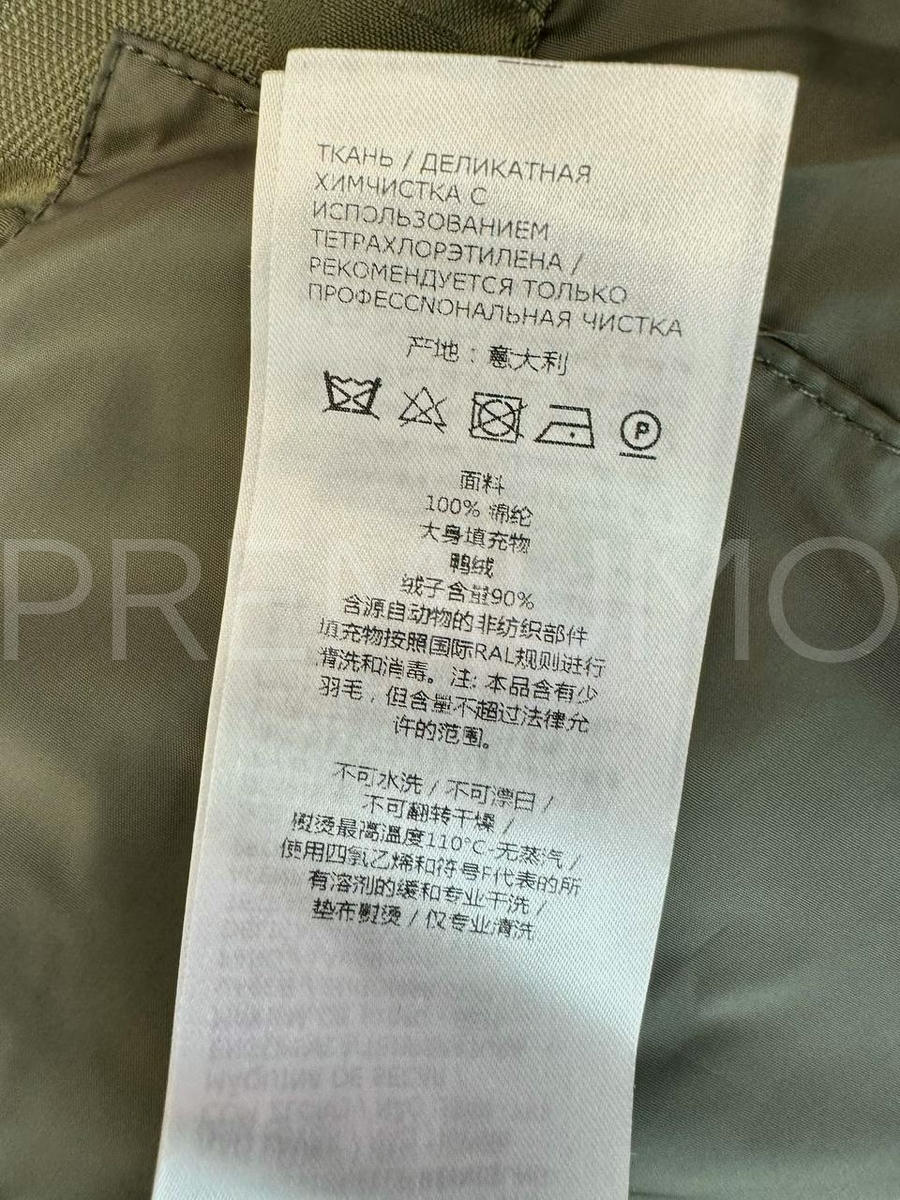 ТКАНЬ / ДЕЛИКАТНАЯ
ХИМЧИСТКА С
ИСПОЛЬЗОВАНИЕМ
ТЕТРАХЛОРЭТИЛЕНА /
РЕКОМЕНДУЕТСЯ ТОЛЬКО
ПРОФЕССNОНАЛЬНАЯ ЧИСТКА
产地：意大利
P
面料
100% 锦纶
大身填充物
鸭绒
绒子含量90%
含源自动物的非纺织部件
填充物按照国际RAL规则进行
清洗和消毒。注: 本品含有少
羽毛，但含量不超过法律允
许的范围。
不可水洗 / 不可漂白 /
不可翻转干燥 /
熨烫最高温度110°C-无蒸汽 /
使用四氯乙烯和符号F代表的所
有溶剂的缓和专业干洗 /
垫布熨烫 / 仅专业清洗